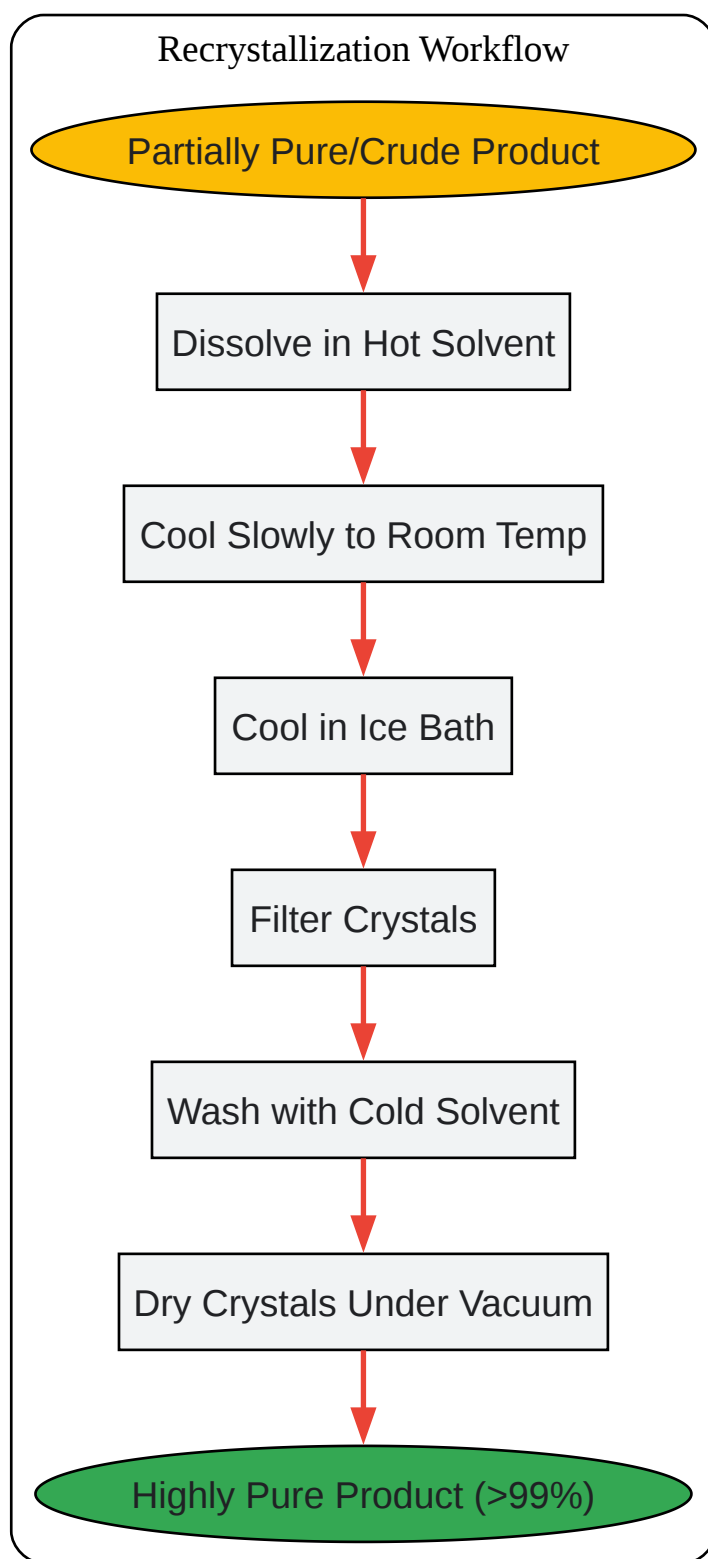 Recrystallization Workflow
Partially Pure/Crude Product
Dissolve in Hot Solvent
Cool Slowly to Room Temp
Cool in Ice Bath
Filter Crystals
Wash with Cold Solvent
Dry Crystals Under Vacuum
Highly Pure Product (>99%)